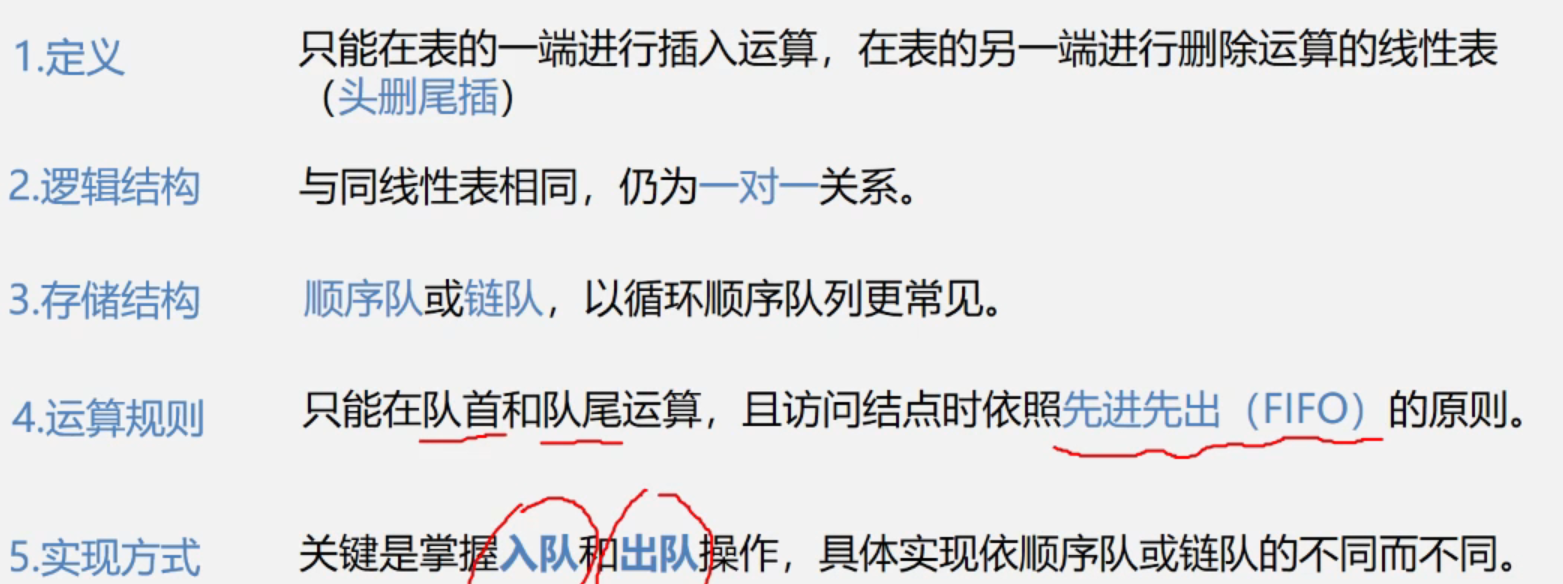 1.定义 只能在表的一端进行插入运算，在表的另一端进行删除运算的线性表
（头删尾插）
2.逻辑结构 与同线性表相同，仍为一对一关系。
3.存储结构 顺序队或链队，以循环顺序队列更常见。
4.运算规则 只能在队首和队尾运算，且访问结点时依照先进先出（FIFO）的原则。
5.实现方式 关键是掌握入队和出队操作，具体实现依顺序队或链队的不同而不同。